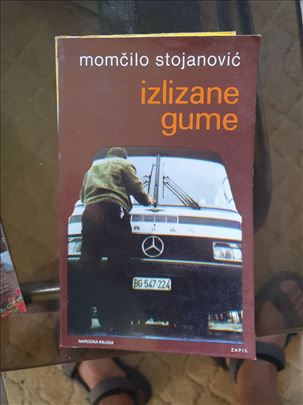 momčilo stojanović
izlizane
gume
BG 547-224
NARODNA KNJIGA
ZAPIS